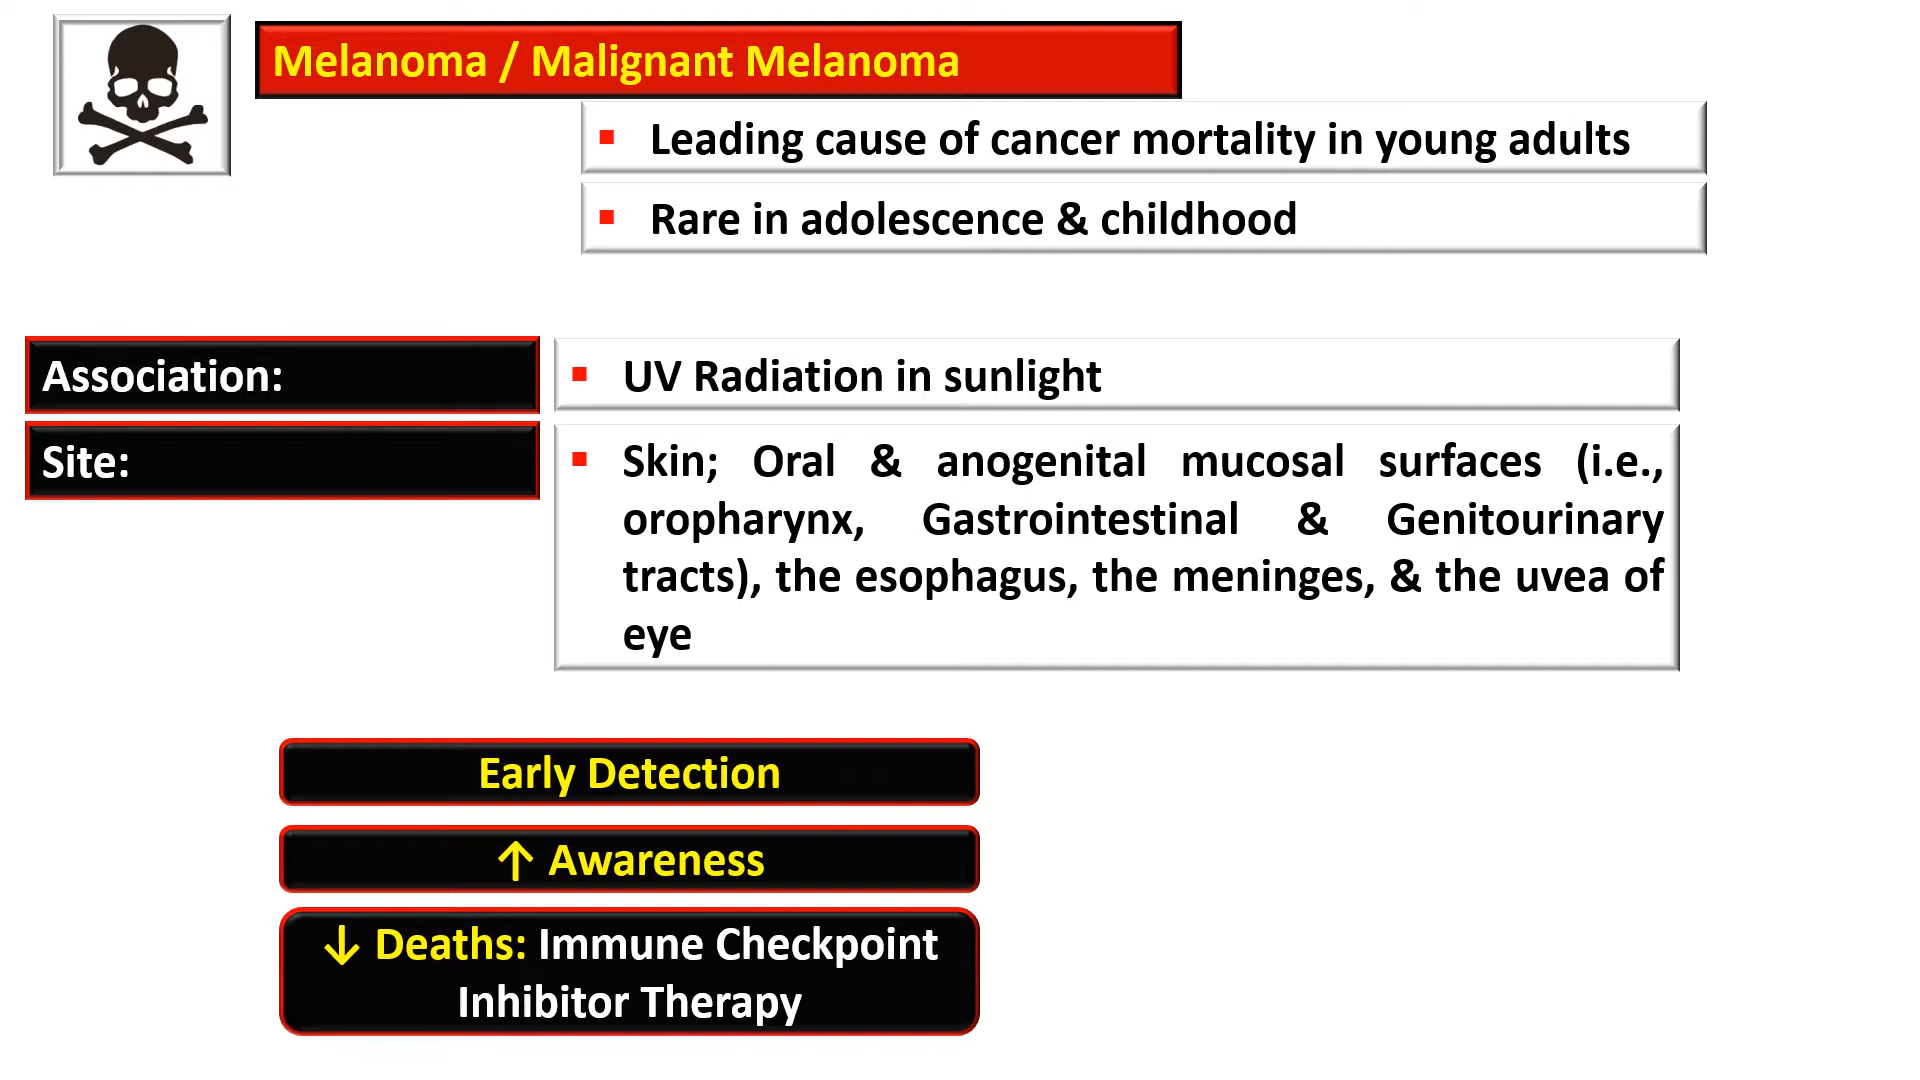 Melanoma / Malignant Melanoma
▪ Leading cause of cancer mortality in young adults
▪ Rare in adolescence & childhood
Association:
▪ UV Radiation in sunlight
Site:
▪ Skin; Oral & anogenital mucosal surfaces (i.e.,
oropharynx, Gastrointestinal & Genitourinary
tracts), the esophagus, the meninges, & the uvea of
eye
Early Detection
↑ Awareness
↓ Deaths: Immune Checkpoint
Inhibitor Therapy